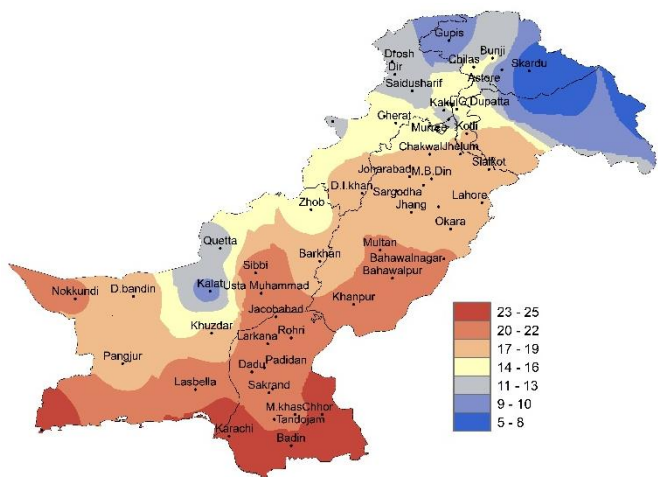 Gupis
Bunji
Drosh
Chilas
Dir
Skardu
Astore
Saidusharif
Kakul
G.Dupatta
Gherat
Murree
Kotli
Chakwal
Jhelum
Sialkot
Joharabad
M.B.Din
D.I.khan
Sargodha
Lahore
Zhob
Jhang
Okara
Quetta
Multan
Barkhan
Bahawalnagar
Sibbi
Bahawalpur
Kalat
Usta Muhammad
Nokkundi
D.bandin
Khanpur
Jacobabad
Khuzdar
Rohri
Larkana
Pangjur
Dadu
Padidan
Lasbella
Sakrand
M.khas
Chhor
Tandojam
Karachi
Badin
23 - 25
20 - 22
17 - 19
14 - 16
11 - 13
9 - 10
5 - 8